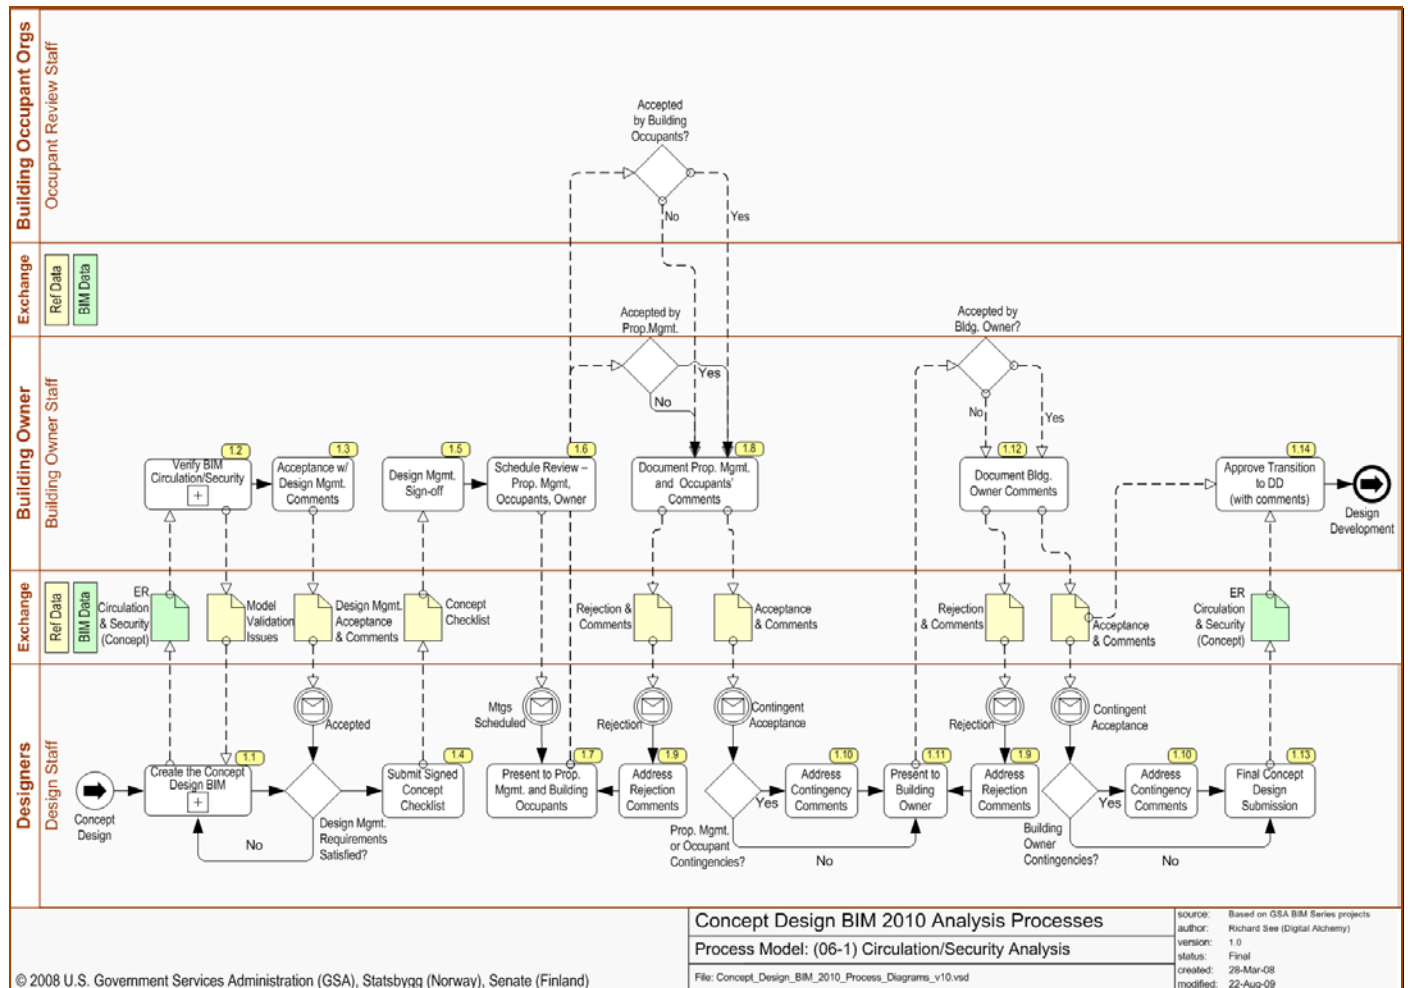 Building Occupant Orgs
Occupant Review Staff
Accepted
by Building
Occupants?
No
Yes
Exchange
Ref Data
BIM Data
Accepted by
Prop.Mgmt.
Accepted by
Bldg. Owner?
Building Owner
Building Owner Staff
Yes
No
No
Yes
1.2
Verify BIM
Circulation/Security
1.3
Acceptance w/
Design Mgmt.
Comments
1.5
Design Mgmt.
Sign-off
1.6
Schedule Review –
Prop. Mgmt,
Occupants, Owner
1.8
Document Prop. Mgmt.
and Occupants'
Comments
1.12
Document Bldg.
Owner Comments
1.14
Approve Transition
to DD
(with comments)
Design
Development
Exchange
Ref Data
BIM Data
ER
Circulation
& Security
(Concept)
Model
Validation
Issues
Design Mgmt.
Acceptance
& Comments
Concept
Checklist
Rejection &
Comments
Acceptance
& Comments
Rejection
& Comments
Acceptance
& Comments
ER
Circulation
& Security
(Concept)
Designers
Design Staff
Accepted
Mtgs
Scheduled
Rejection
Contingent
Acceptance
Rejection
Contingent
Acceptance
Concept
Design
1.1
Create the Concept
Design BIM
No
Design Mgmt.
Requirements
Satisfied?
1.4
Submit Signed
Concept
Checklist
1.7
Present to Prop.
Mgmt. and Building
Occupants
1.9
Address
Rejection
Comments
Yes
Prop. Mgmt.
or Occupant
Contingencies?
No
1.10
Address
Contingency
Comments
1.11
Present to
Building
Owner
1.9
Address
Rejection
Comments
Yes
Building
Owner
Contingencies?
No
1.10
Address
Contingency
Comments
1.13
Final Concept
Design
Submission
© 2008 U.S. Government Services Administration (GSA), Statsbygg (Norway), Senate (Finland)
Concept Design BIM 2010 Analysis Processes
Process Model: (06-1) Circulation/Security Analysis
File: Concept_Design_BIM_2010_Process_Diagrams_v10.vsd
source: Based on GSA BIM Series projects
author: Richard See (Digital Alchemy)
version: 1.0
status: Final
created: 28-Mar-08
modified: 22-Aug-09